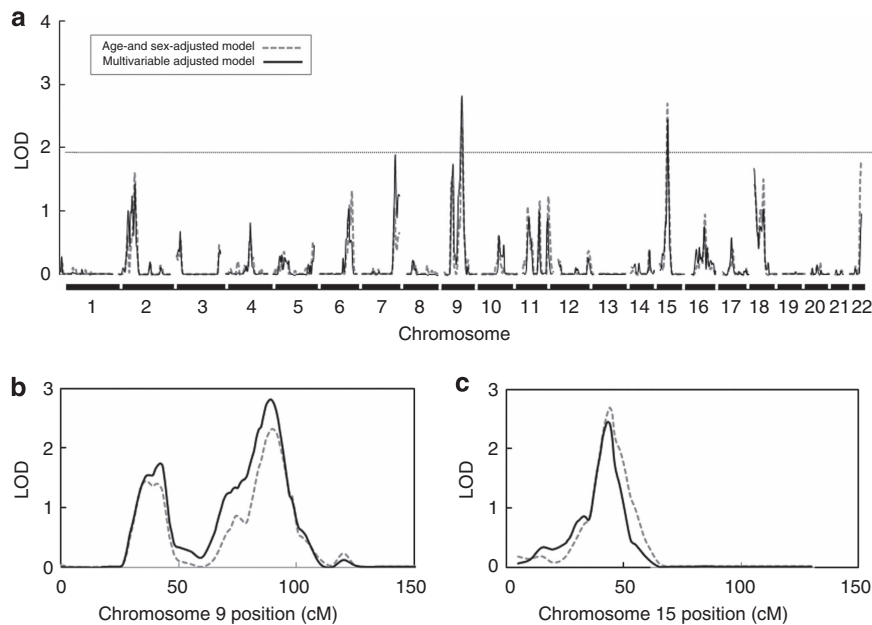 a
4
3
2
1
0
LOD
Age-and sex-adjusted model
Multivariable adjusted model
1 2 3 4 5 6 7 8 9 10 11 12 13 14 15 16 17 18 19 20 21 22
Chromosome
b
3
2
1
0
LOD
0 50 100 150
Chromosome 9 position (cM)
c
3
2
1
0
LOD
0 50 100 150
Chromosome 15 position (cM)